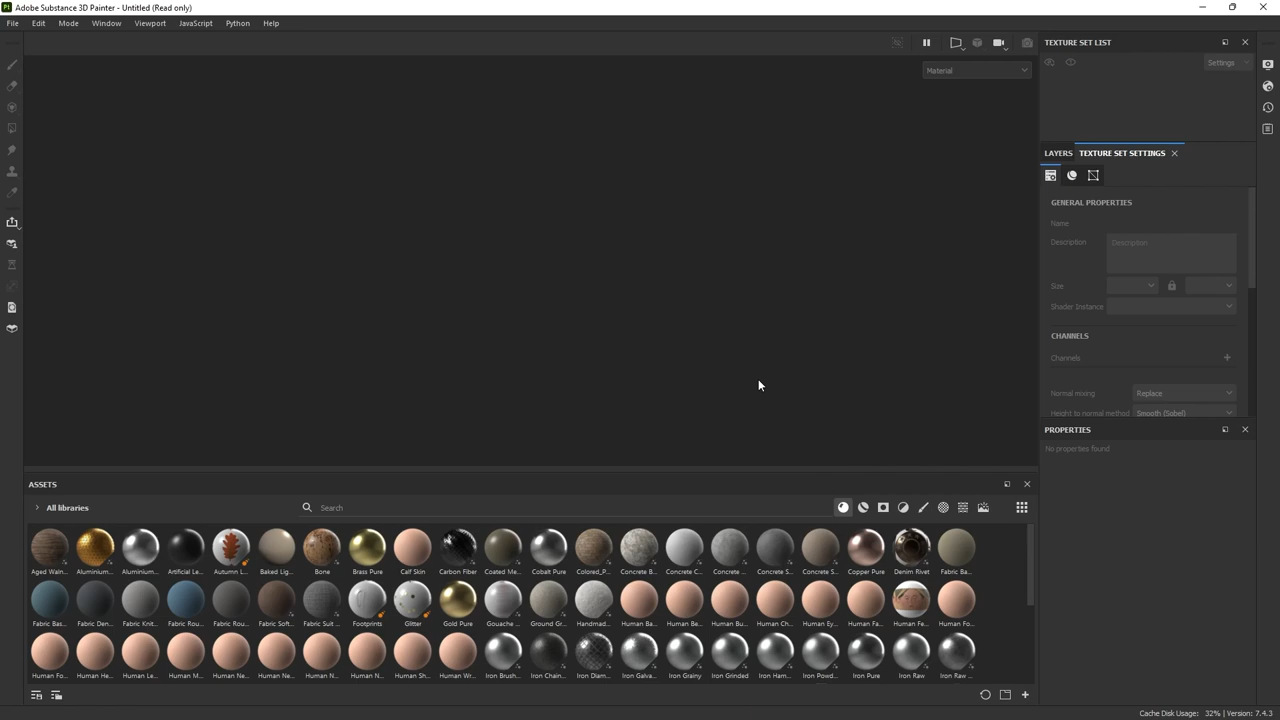 Adobe Substance 3D Painter - Untitled (Read only)
File Edit Mode Window Viewport JavaScript Python Help
Material
TEXTURE SET LIST
Settings
LAYERS TEXTURE SET SETTINGS
GENERAL PROPERTIES
Name
Description Description
Size
Shader Instance
CHANNELS
Channels
Normal mixing Replace
Height to normal method Smooth (Sobel)
PROPERTIES
No properties found
ASSETS
All libraries Search
Aged Waln... Aluminium... Aluminium... Artificial Le... Autumn L... Baked Lig... Bone Brass Pure Calf Skin Carbon Fiber Coated Me... Cobalt Pure Colored_P... Concrete B... Concrete C... Concrete ... Concrete S... Concrete S... Copper Pure Denim Rivet Fabric Ba...
Fabric Bas... Fabric Den... Fabric Knit... Fabric Rou... Fabric Rou... Fabric Soft... Fabric Suit ... Footprints Glitter Gold Pure Gouache ... Ground Gr... Handmad... Human Ba... Human Be... Human Bu... Human Ch... Human Ey... Human Fa... Human Fe... Human Fo...
Human Fo... Human He... Human Le... Human M... Human Ne... Human Ne... Human N... Human N... Human Sh... Human Wr... Iron Brush... Iron Chain... Iron Diam... Iron Galva... Iron Grainy Iron Grinded Iron Ham... Iron Powd... Iron Pure Iron Raw Iron Raw ...
Cache Disk Usage: 32% | Version: 7.4.3